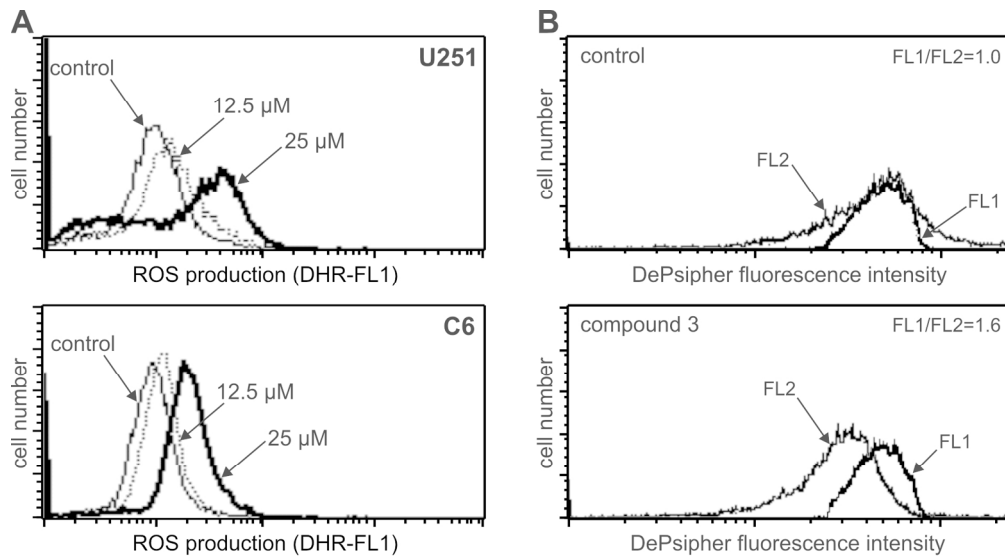 A
U251
control
12.5 µM
25 µM
cell number
ROS production (DHR-FL1)
C6
control
12.5 µM
25 µM
cell number
ROS production (DHR-FL1)
B
control
FL1/FL2=1.0
FL2
FL1
cell number
DePsipher fluorescence intensity
compound 3
FL1/FL2=1.6
FL2
FL1
cell number
DePsipher fluorescence intensity